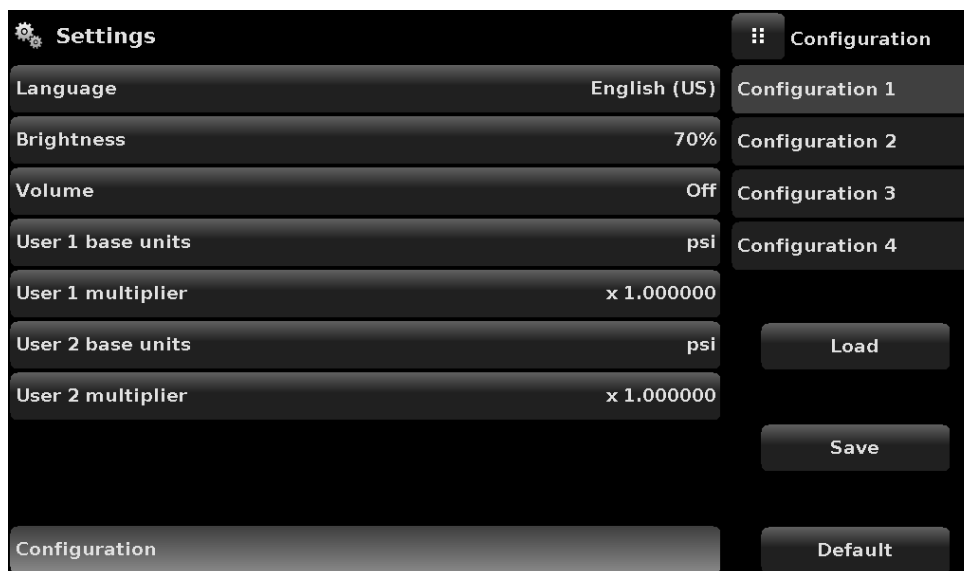 Settings
Language English (US)
Brightness 70%
Volume Off
User 1 base units psi
User 1 multiplier x 1.000000
User 2 base units psi
User 2 multiplier x 1.000000
Configuration
Configuration
Configuration 1
Configuration 2
Configuration 3
Configuration 4
Load
Save
Default